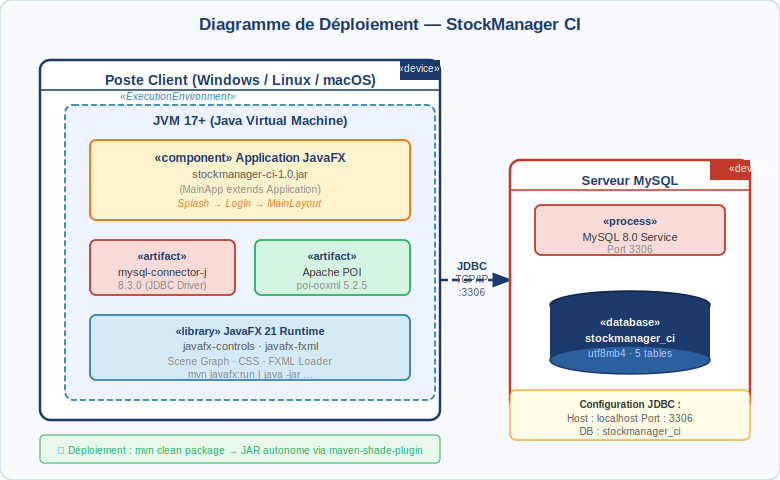 Diagramme de Déploiement — StockManager CI
«device»
Poste Client (Windows / Linux / macOS)
«ExecutionEnvironment»
JVM 17+ (Java Virtual Machine)
«component» Application JavaFX
stockmanager-ci-1.0.jar
(MainApp extends Application)
Splash → Login → MainLayout
«artifact»
mysql-connector-j
8.3.0 (JDBC Driver)
«artifact»
Apache POI
poi-ooxml 5.2.5
«library» JavaFX 21 Runtime
javafx-controls · javafx-fxml
Scene Graph · CSS · FXML Loader
mvn javafx:run | java -jar ...
JDBC
TCP/IP
:3306
Serveur MySQL
«process»
MySQL 8.0 Service
Port 3306
«database»
stockmanager_ci
utf8mb4 · 5 tables
Configuration JDBC :
Host : localhost Port : 3306
DB : stockmanager_ci
Déploiement : mvn clean package → JAR autonome via maven-shade-plugin